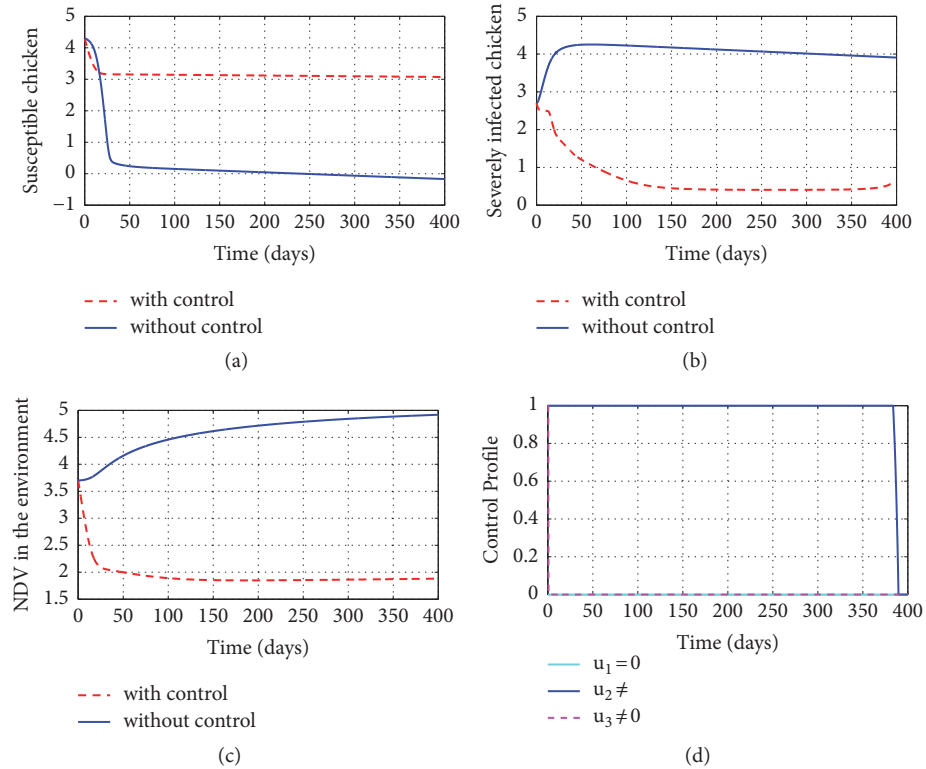 Susceptible chicken
5
4
3
2
1
0
−1
0 50 100 150 200 250 300 350 400
Time (days)
with control
without control
(a)
Severely infected chicken
5
4
3
2
1
0
0 50 100 150 200 250 300 350 400
Time (days)
with control
without control
(b)
NDV in the environment
5
4.5
4
3.5
3
2.5
2
1.5
0 50 100 150 200 250 300 350 400
Time (days)
with control
without control
(c)
Control Profile
1
0.8
0.6
0.4
0.2
0
0 50 100 150 200 250 300 350 400
Time (days)
u₁ = 0
u₂ ≠
u₃ ≠ 0
(d)